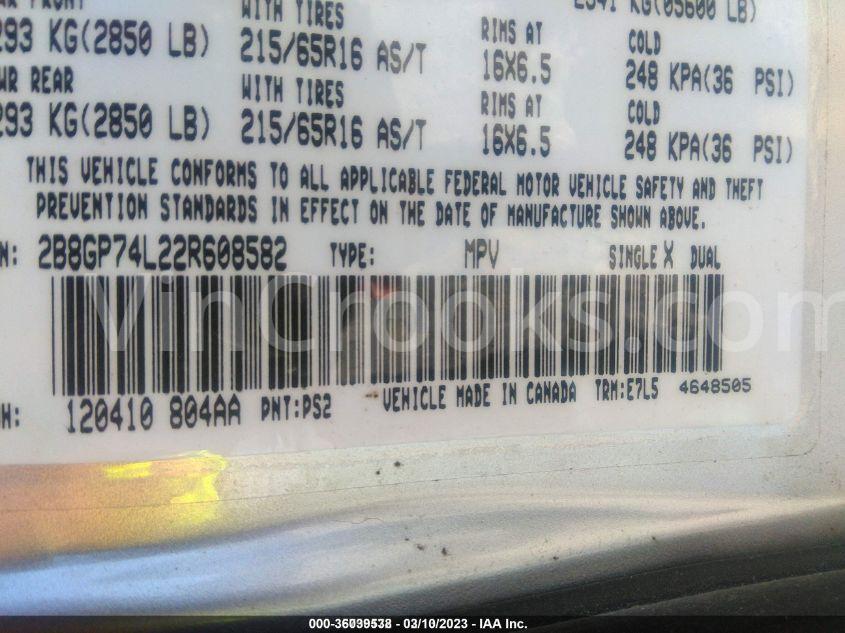 WITH TIRES
293 KG(2850 LB) 215/65R16 AS/T RIMS AT 16X6.5 COLD 248 KPA(36 PSI)
WR REAR WITH TIRES RIMS AT COLD
293 KG(2850 LB) 215/65R16 AS/T 16X6.5 248 KPA(36 PSI)
THIS VEHICLE CONFORMS TO ALL APPLICABLE FEDERAL MOTOR VEHICLE SAFETY AND THEFT
PREVENTION STANDARDS IN EFFECT ON THE DATE OF MANUFACTURE SHOWN ABOVE.
N: 2B8GP74L22R608582 TYPE: MPV SINGLE X DUAL
VinCrooks.com
H: 120410 804AA PNT:PS2 VEHICLE MADE IN CANADA TRM:E7L5 4648505
000-36039538 - 03/10/2023 - IAA Inc.